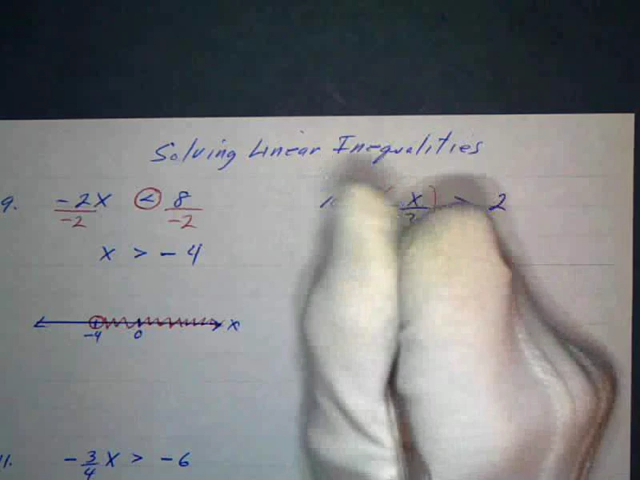 Solving Linear Inequalities
9. -2x < 8
-2 -2
x > -4
-4 0 x
x > 2
11. -3/4 x > -6